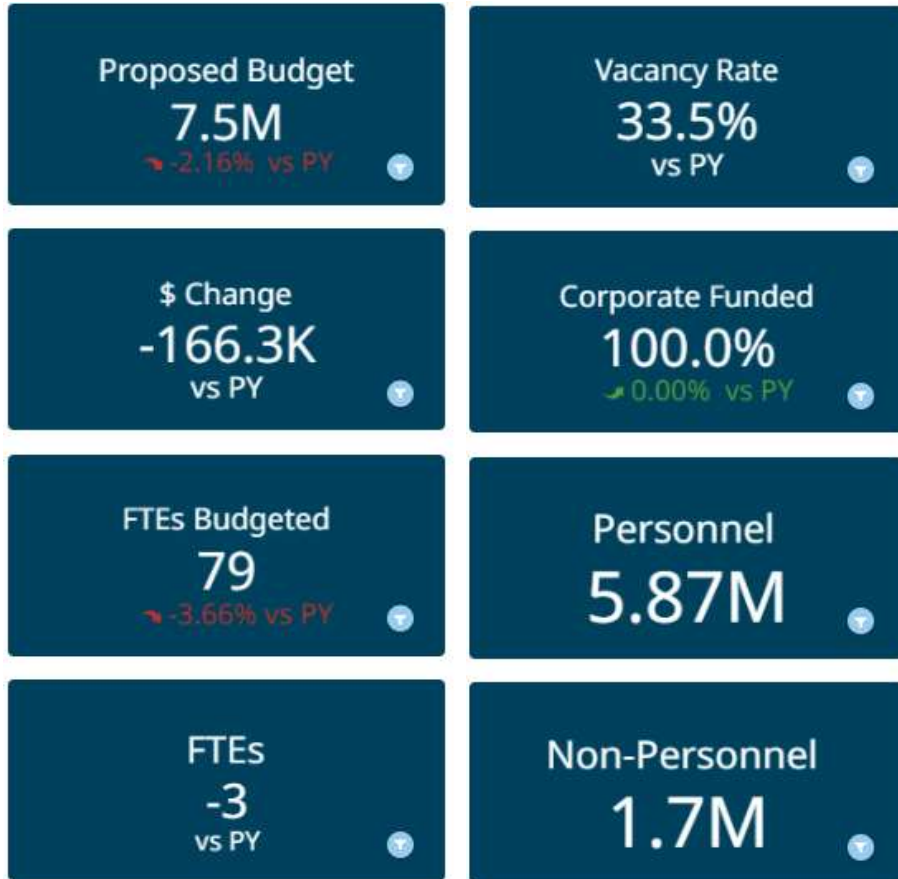 Proposed Budget
7.5M
-2.16% vs PY
Vacancy Rate
33.5%
vs PY
$ Change
-166.3K
vs PY
Corporate Funded
100.0%
0.00% vs PY
FTEs Budgeted
79
-3.66% vs PY
Personnel
5.87M
FTEs
-3
vs PY
Non-Personnel
1.7M